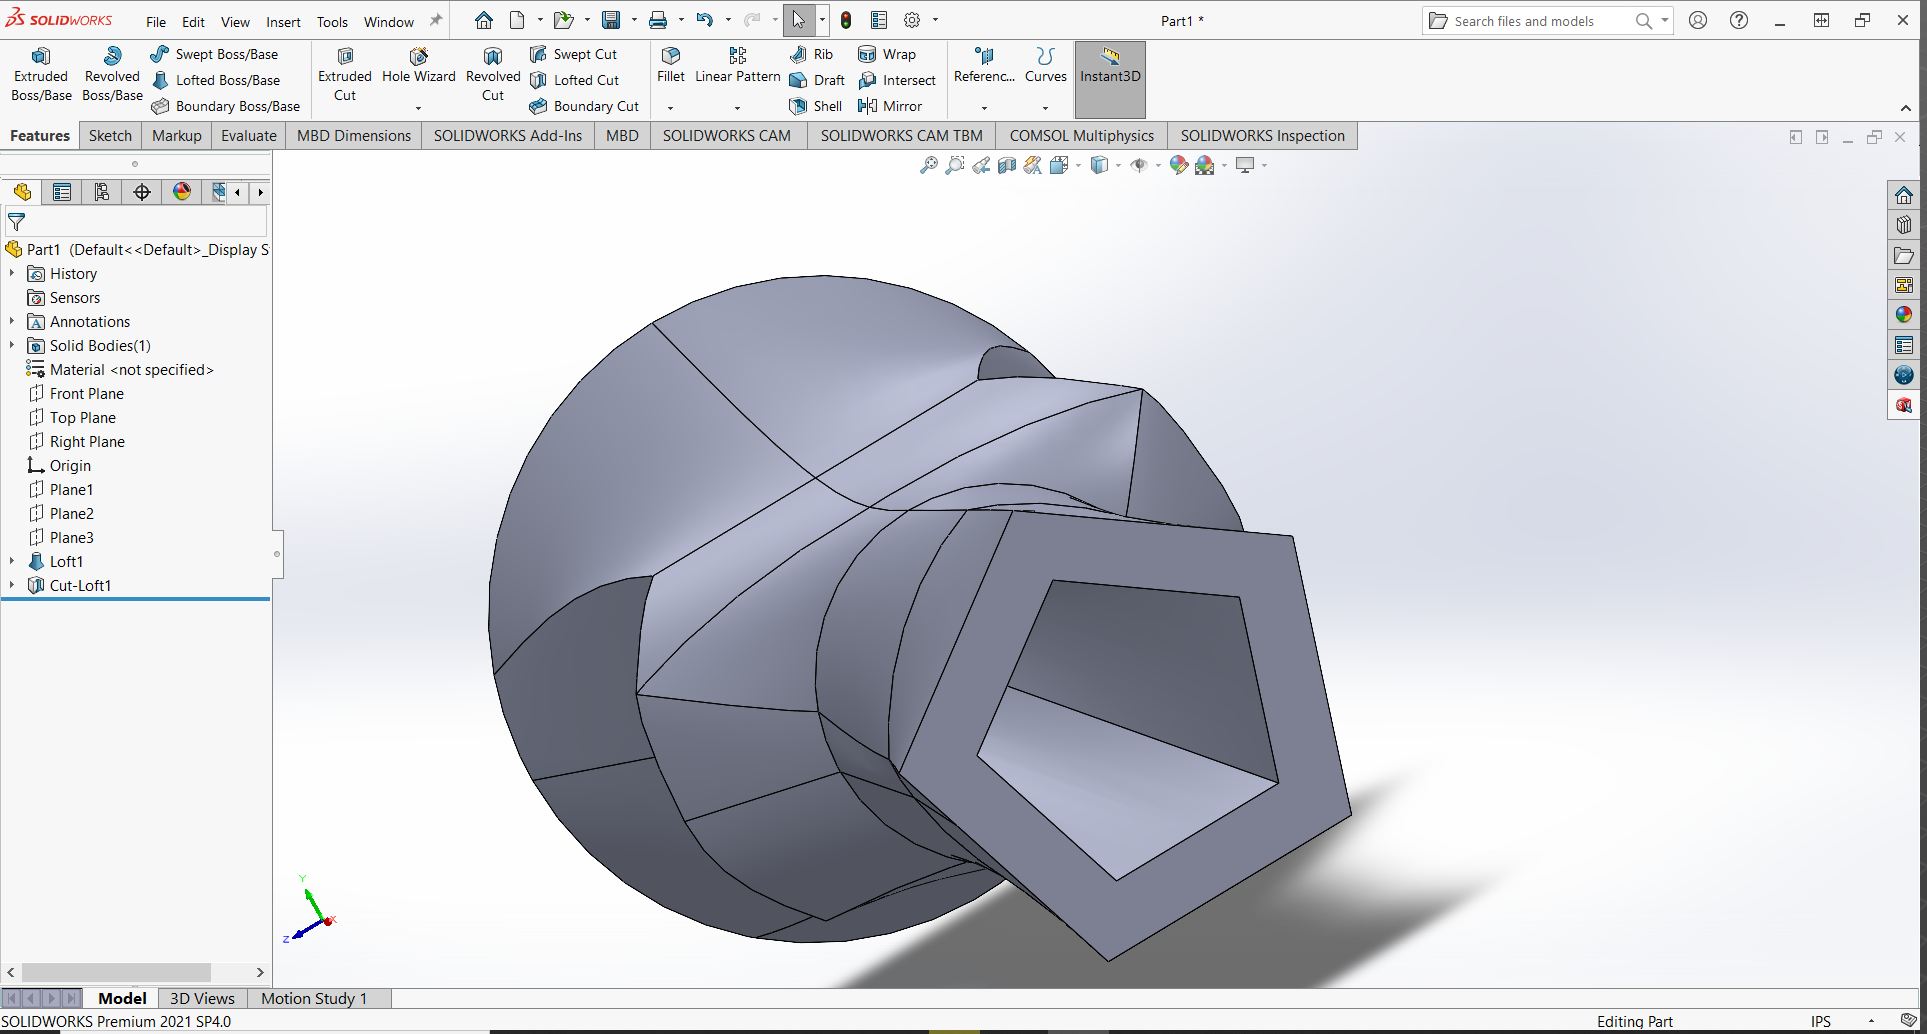 SOLIDWORKS File Edit View Insert Tools Window Part1 * Search files and models
Extruded Boss/Base
Revolved Boss/Base
Swept Boss/Base
Lofted Boss/Base
Boundary Boss/Base
Extruded Cut
Hole Wizard
Revolved Cut
Swept Cut
Lofted Cut
Boundary Cut
Fillet
Linear Pattern
Rib
Draft
Shell
Wrap
Intersect
Mirror
Referenc...
Curves
Instant3D
Features Sketch Markup Evaluate MBD Dimensions SOLIDWORKS Add-Ins MBD SOLIDWORKS CAM SOLIDWORKS CAM TBM COMSOL Multiphysics SOLIDWORKS Inspection
Part1 (Default<<Default>_Display S
History
Sensors
Annotations
Solid Bodies(1)
Material <not specified>
Front Plane
Top Plane
Right Plane
Origin
Plane1
Plane2
Plane3
Loft1
Cut-Loft1
Y
X
Z
Model 3D Views Motion Study 1
SOLIDWORKS Premium 2021 SP4.0 Editing Part IPS